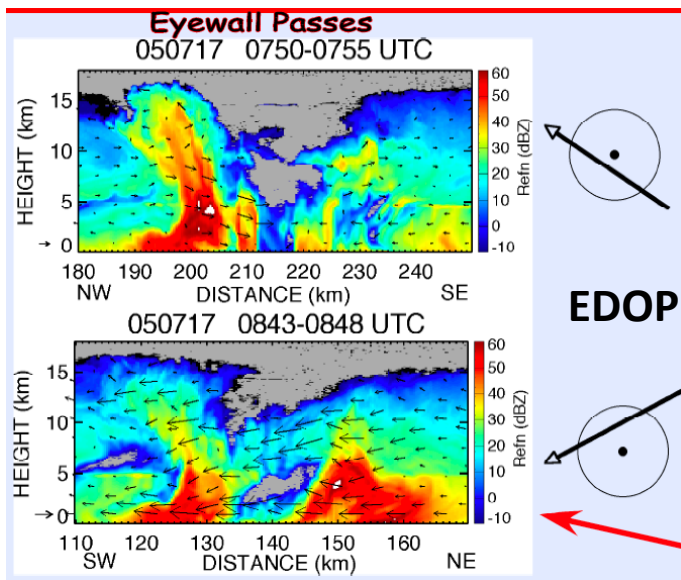 Eyewall Passes
050717 0750-0755 UTC
HEIGHT (km)
15
10
5
0
180 190 200 210 220 230 240
NW DISTANCE (km) SE
60
50
40
30
20
10
0
-10
Refn (dBZ)
EDOP
050717 0843-0848 UTC
HEIGHT (km)
15
10
5
0
110 120 130 140 150 160
SW DISTANCE (km) NE
60
50
40
30
20
10
0
-10
Refn (dBZ)